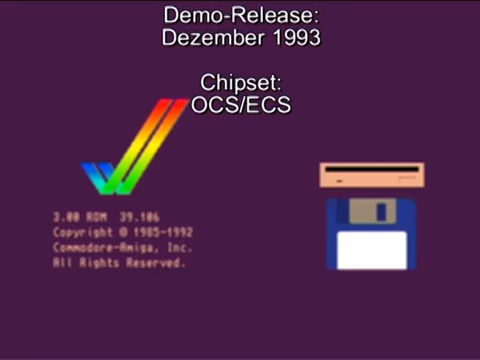 Demo-Release:
Dezember 1993
Chipset:
OCS/ECS
3.00 ROM 39.106
Copyright © 1985-1992
Commodore-Amiga, Inc.
All Rights Reserved.